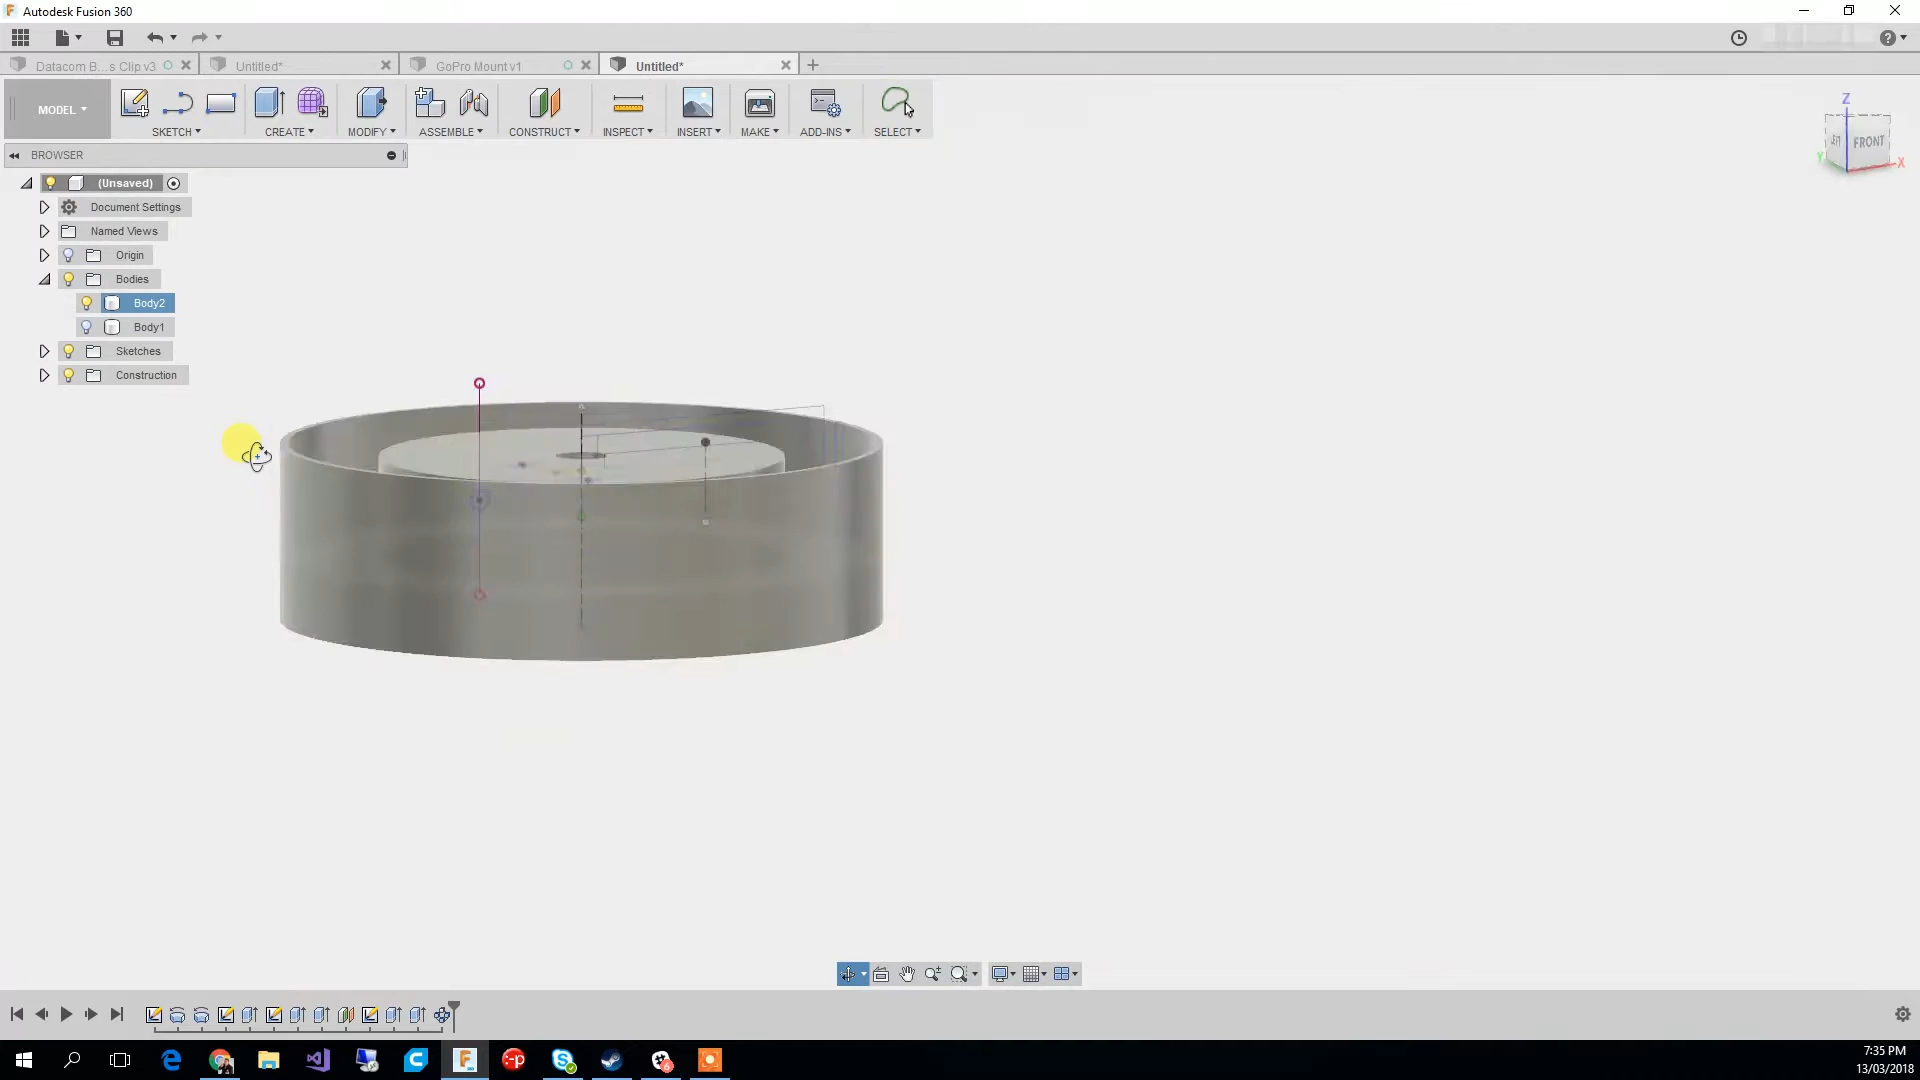 Autodesk Fusion 360
Datacom B...s Clip v3
Untitled*
GoPro Mount v1
Untitled*
MODEL
SKETCH
CREATE
MODIFY
ASSEMBLE
CONSTRUCT
INSPECT
INSERT
MAKE
ADD-INS
SELECT
BROWSER
(Unsaved)
Document Settings
Named Views
Origin
Bodies
Body2
Body1
Sketches
Construction
Z
LEFT
FRONT
Y
X
7:35 PM
13/03/2018